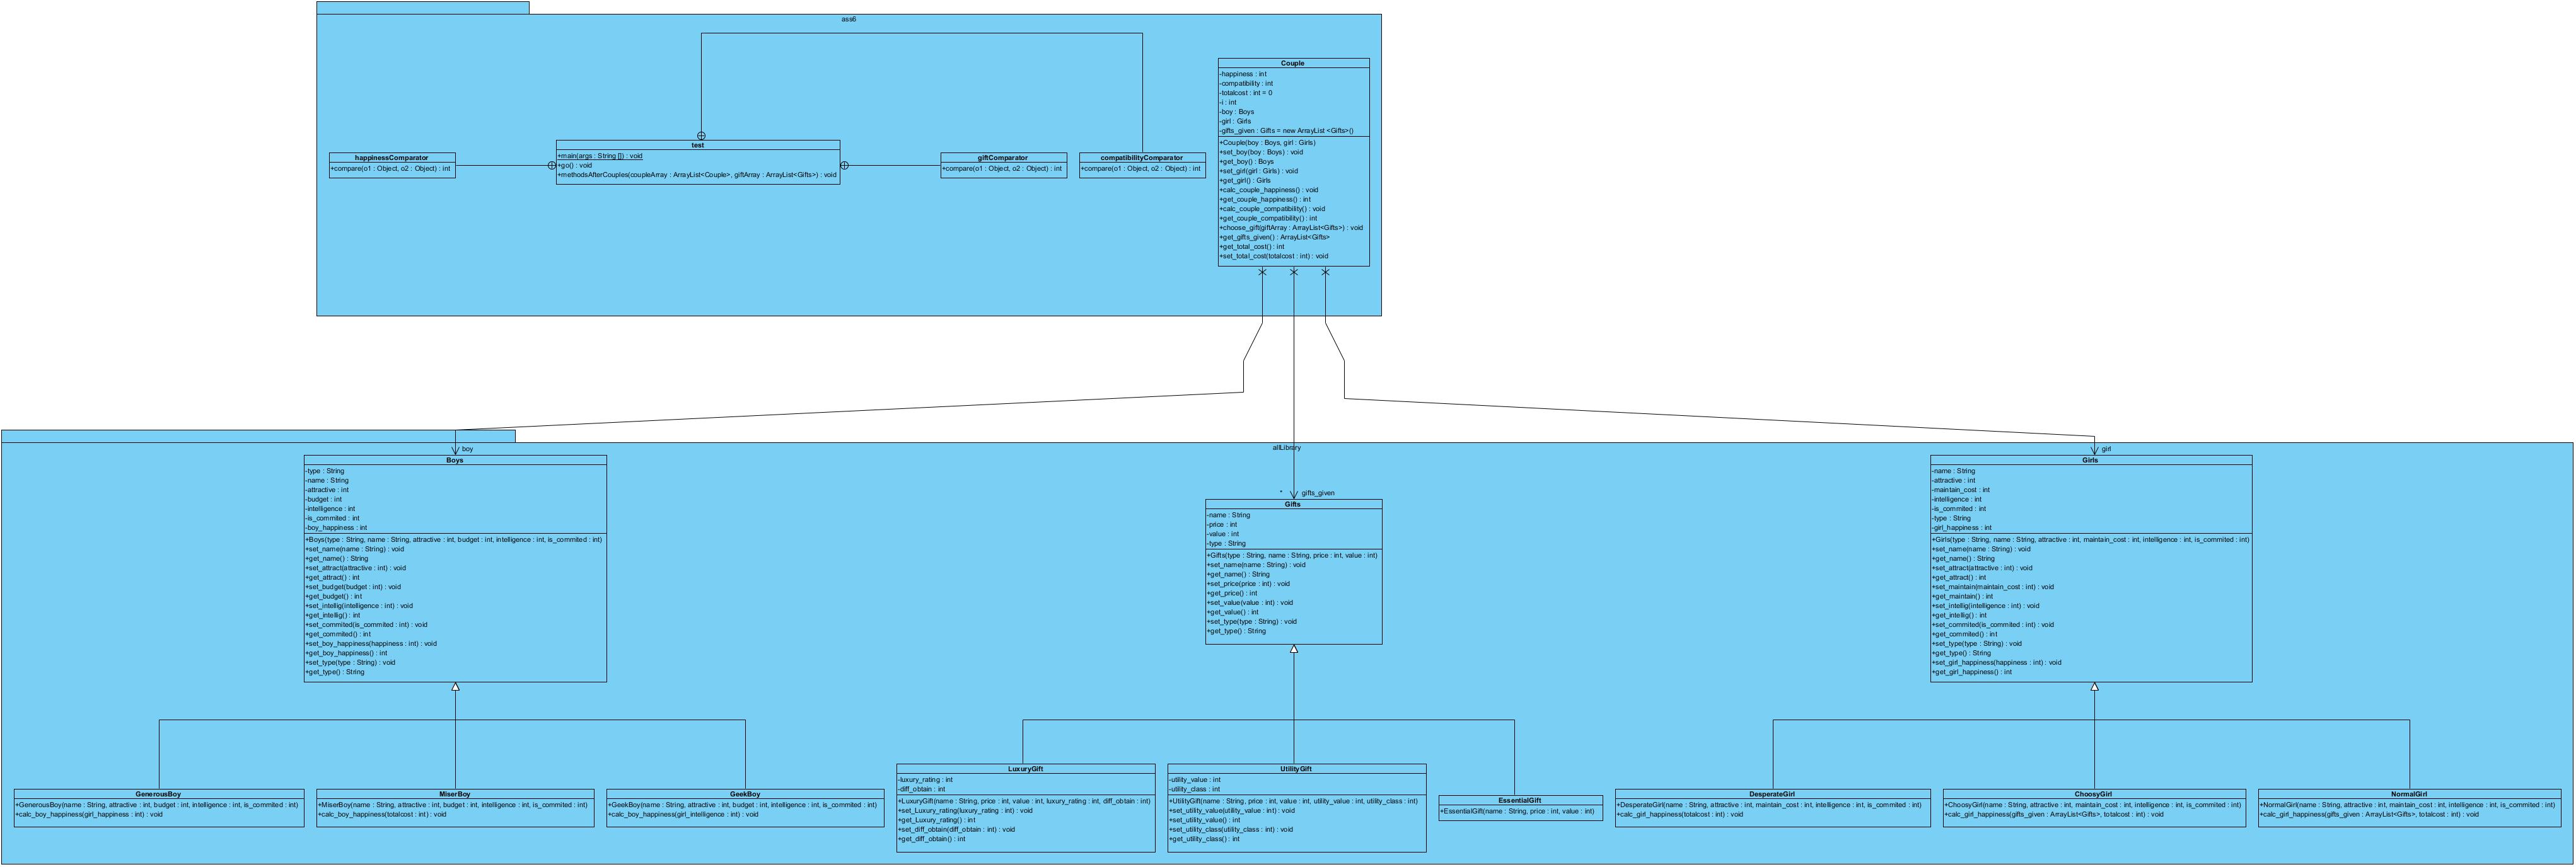 ass6
happinessComparator
+compare(o1 : Object, o2 : Object) : int
test
+main(args : String []) : void
+go() : void
+methodsAfterCouples(coupleArray : ArrayList<Couple>, giftArray : ArrayList<Gifts>) : void
giftComparator
+compare(o1 : Object, o2 : Object) : int
compatibilityComparator
+compare(o1 : Object, o2 : Object) : int
Couple
-happiness : int
-compatibility : int
-totalcost : int = 0
-i : int
-boy : Boys
-girl : Girls
-gifts_given : Gifts = new ArrayList <Gifts>()
+Couple(boy : Boys, girl : Girls)
+set_boy(boy : Boys) : void
+get_boy() : Boys
+set_girl(girl : Girls) : void
+get_girl() : Girls
+calc_couple_happiness() : void
+get_couple_happiness() : int
+calc_couple_compatibility() : void
+get_couple_compatibility() : int
+choose_gift(giftArray : ArrayList<Gifts>) : void
+get_gifts_given() : ArrayList<Gifts>
+get_total_cost() : int
+set_total_cost(totalcost : int) : void
allLibrary
boy
Boys
-type : String
-name : String
-attractive : int
-budget : int
-intelligence : int
-is_commited : int
-boy_happiness : int
+Boys(type : String, name : String, attractive : int, budget : int, intelligence : int, is_commited : int)
+set_name(name : String) : void
+get_name() : String
+set_attract(attractive : int) : void
+get_attract() : int
+set_budget(budget : int) : void
+get_budget() : int
+set_intellig(intelligence : int) : void
+get_intellig() : int
+set_commited(is_commited : int) : void
+get_commited() : int
+set_boy_happiness(happiness : int) : void
+get_boy_happiness() : int
+set_type(type : String) : void
+get_type() : String
* gifts_given
Gifts
-name : String
-price : int
-value : int
-type : String
+Gifts(type : String, name : String, price : int, value : int)
+set_name(name : String) : void
+get_name() : String
+set_price(price : int) : void
+get_price() : int
+set_value(value : int) : void
+get_value() : int
+set_type(type : String) : void
+get_type() : String
girl
Girls
-name : String
-attractive : int
-maintain_cost : int
-intelligence : int
-is_commited : int
-type : String
-girl_happiness : int
+Girls(type : String, name : String, attractive : int, maintain_cost : int, intelligence : int, is_commited : int)
+set_name(name : String) : void
+get_name() : String
+set_attract(attractive : int) : void
+get_attract() : int
+set_maintain(maintain_cost : int) : void
+get_maintain() : int
+set_intellig(intelligence : int) : void
+get_intellig() : int
+set_commited(is_commited : int) : void
+get_commited() : int
+set_type(type : String) : void
+get_type() : String
+set_girl_happiness(happiness : int) : void
+get_girl_happiness() : int
GenerousBoy
+GenerousBoy(name : String, attractive : int, budget : int, intelligence : int, is_commited : int)
+calc_boy_happiness(girl_happiness : int) : void
MiserBoy
+MiserBoy(name : String, attractive : int, budget : int, intelligence : int, is_commited : int)
+calc_boy_happiness(totalcost : int) : void
GeekBoy
+GeekBoy(name : String, attractive : int, budget : int, intelligence : int, is_commited : int)
+calc_boy_happiness(girl_intelligence : int) : void
LuxuryGift
-luxury_rating : int
-diff_obtain : int
+LuxuryGift(name : String, price : int, value : int, luxury_rating : int, diff_obtain : int)
+set_Luxury_rating(luxury_rating : int) : void
+get_Luxury_rating() : int
+set_diff_obtain(diff_obtain : int) : void
+get_diff_obtain() : int
UtilityGift
-utility_value : int
-utility_class : int
+UtilityGift(name : String, price : int, value : int, utility_value : int, utility_class : int)
+set_utility_value(utility_value : int) : void
+set_utility_value() : int
+set_utility_class(utility_class : int) : void
+get_utility_class() : int
EssentialGift
+EssentialGift(name : String, price : int, value : int)
DesperateGirl
+DesperateGirl(name : String, attractive : int, maintain_cost : int, intelligence : int, is_commited : int)
+calc_girl_happiness(totalcost : int) : void
ChoosyGirl
+ChoosyGirl(name : String, attractive : int, maintain_cost : int, intelligence : int, is_commited : int)
+calc_girl_happiness(gifts_given : ArrayList<Gifts>, totalcost : int) : void
NormalGirl
+NormalGirl(name : String, attractive : int, maintain_cost : int, intelligence : int, is_commited : int)
+calc_girl_happiness(gifts_given : ArrayList<Gifts>, totalcost : int) : void